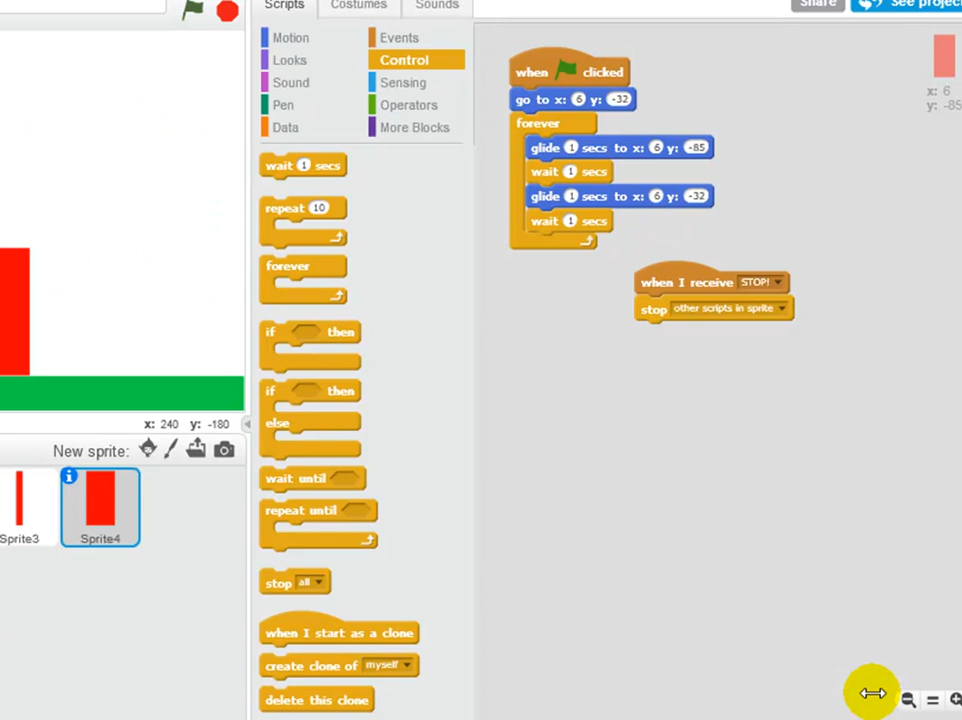 Scripts Costumes Sounds
Share See project
Motion Events
Looks Control
Sound Sensing
Pen Operators
Data More Blocks
wait 1 secs
repeat 10
forever
if then
if then
else
wait until
repeat until
stop all
when I start as a clone
create clone of myself
delete this clone
when clicked
go to x: 6 y: -32
forever
glide 1 secs to x: 6 y: -85
wait 1 secs
glide 1 secs to x: 6 y: -32
wait 1 secs
when I receive STOP!
stop other scripts in sprite
x: 6
y: -85
x: 240 y: -180
New sprite:
i
Sprite3 Sprite4